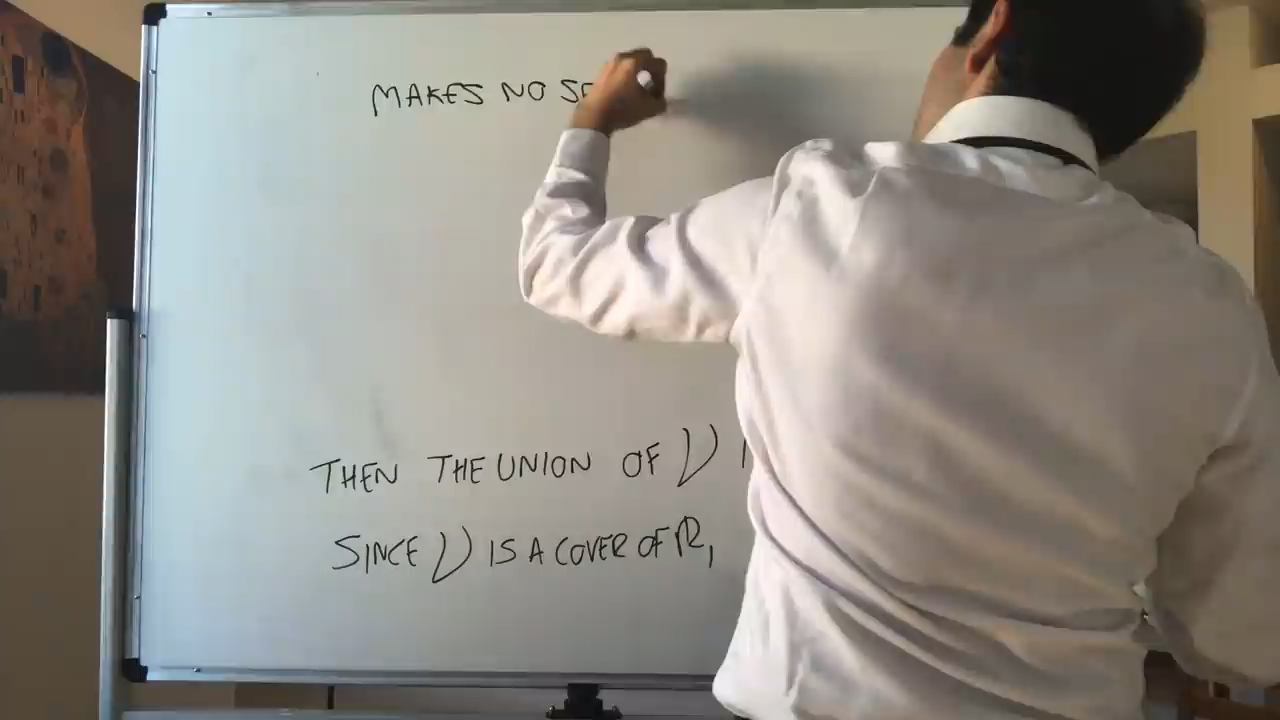 MAKES NO SE
THEN THE UNION OF V
SINCE V IS A COVER OF ℝ,